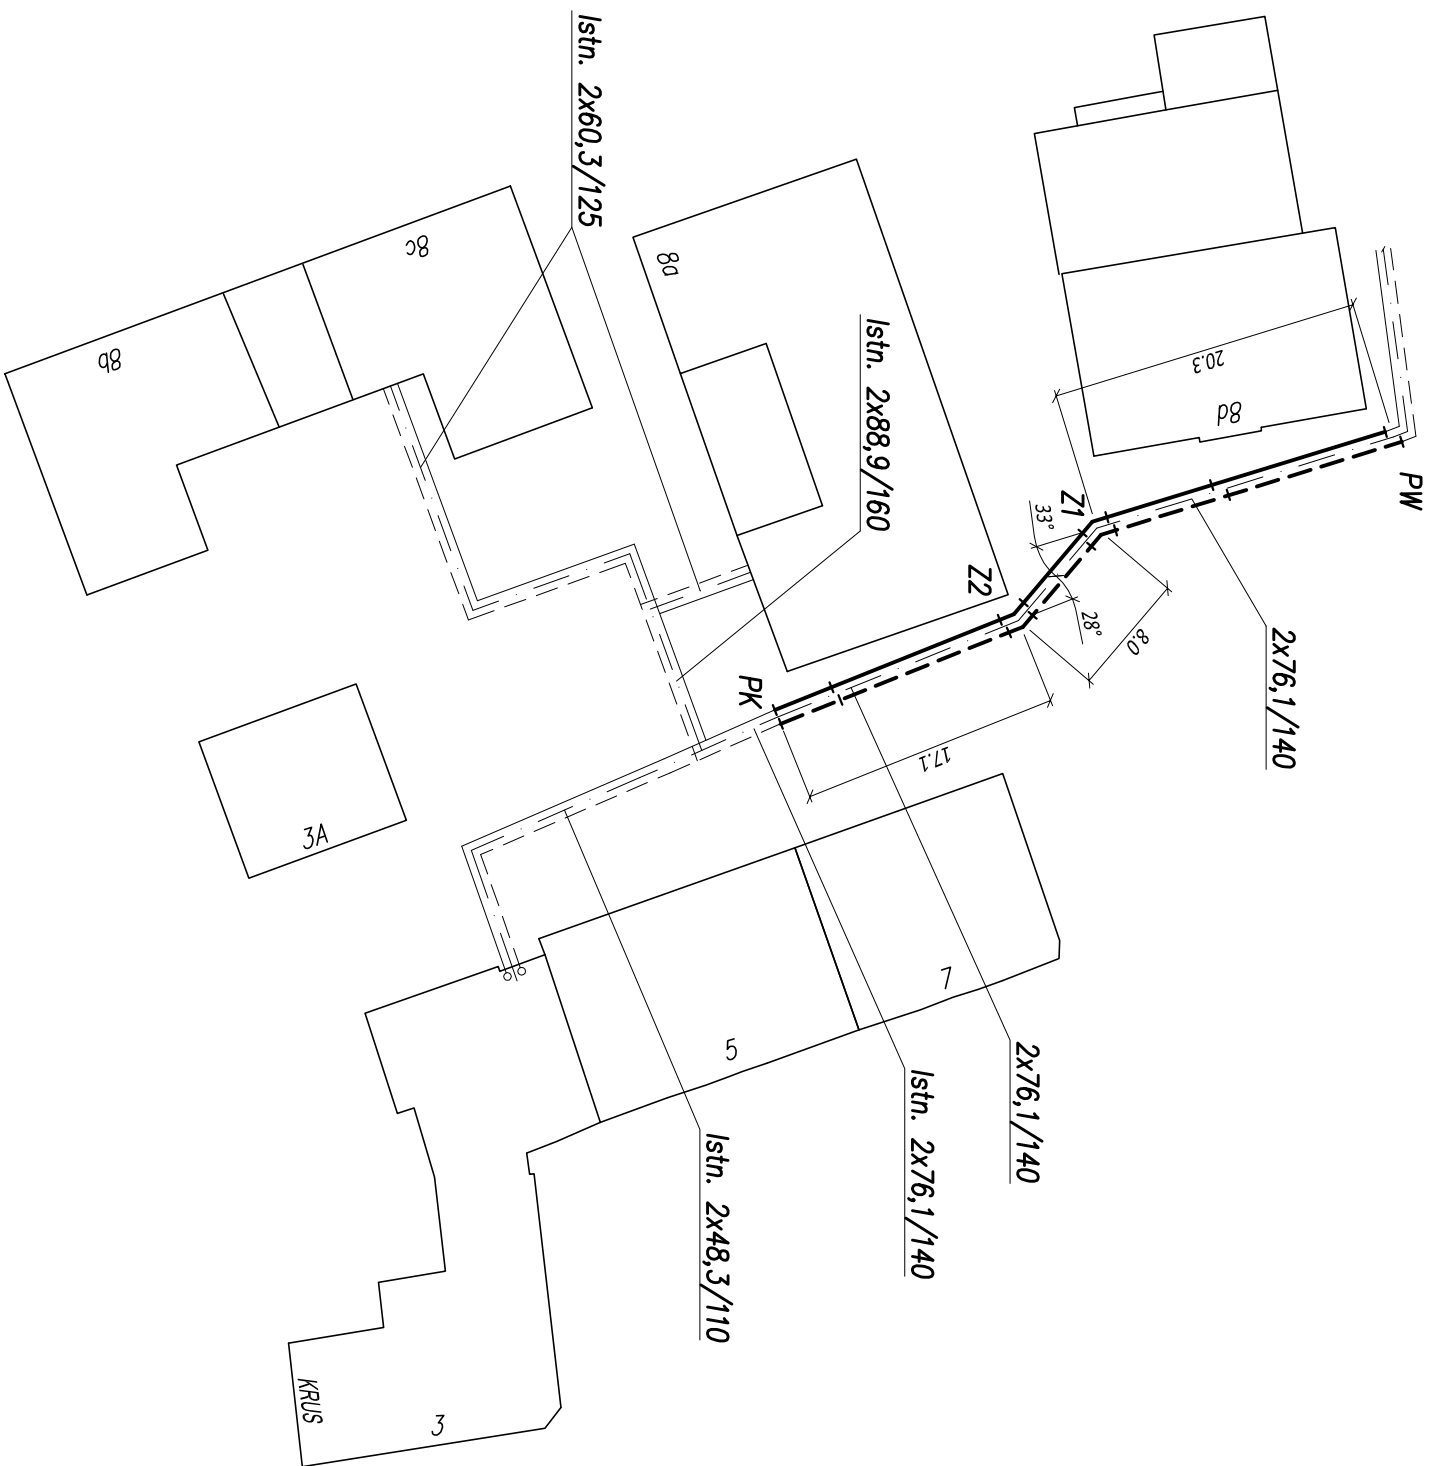 Istn. 2x60,3/125
8c
8b
8a
Istn. 2x88,9/160
20.3
8d
PW
Z1
33°
Z2
28°
8.0
2x76,1/140
PK
17.1
3A
7
5
2x76,1/140
Istn. 2x76,1/140
Istn. 2x48,3/110
KRUS
3